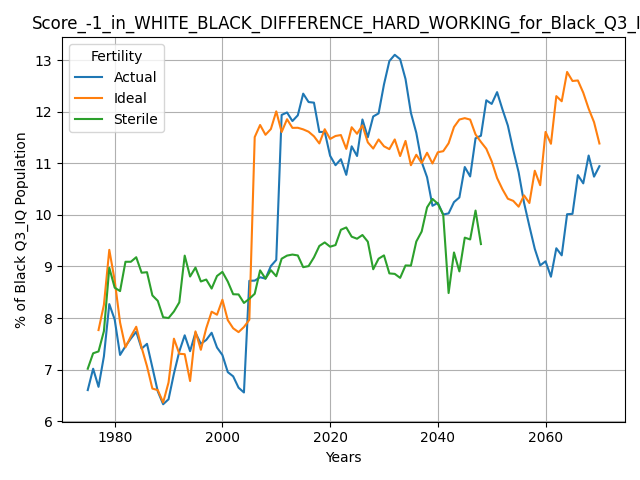 Score_-1_in_WHITE_BLACK_DIFFERENCE_HARD_WORKING_for_Black_Q3_I
Fertility
Actual
Ideal
Sterile
% of Black Q3_IQ Population
13
12
11
10
9
8
7
6
1980
2000
2020
2040
2060
Years